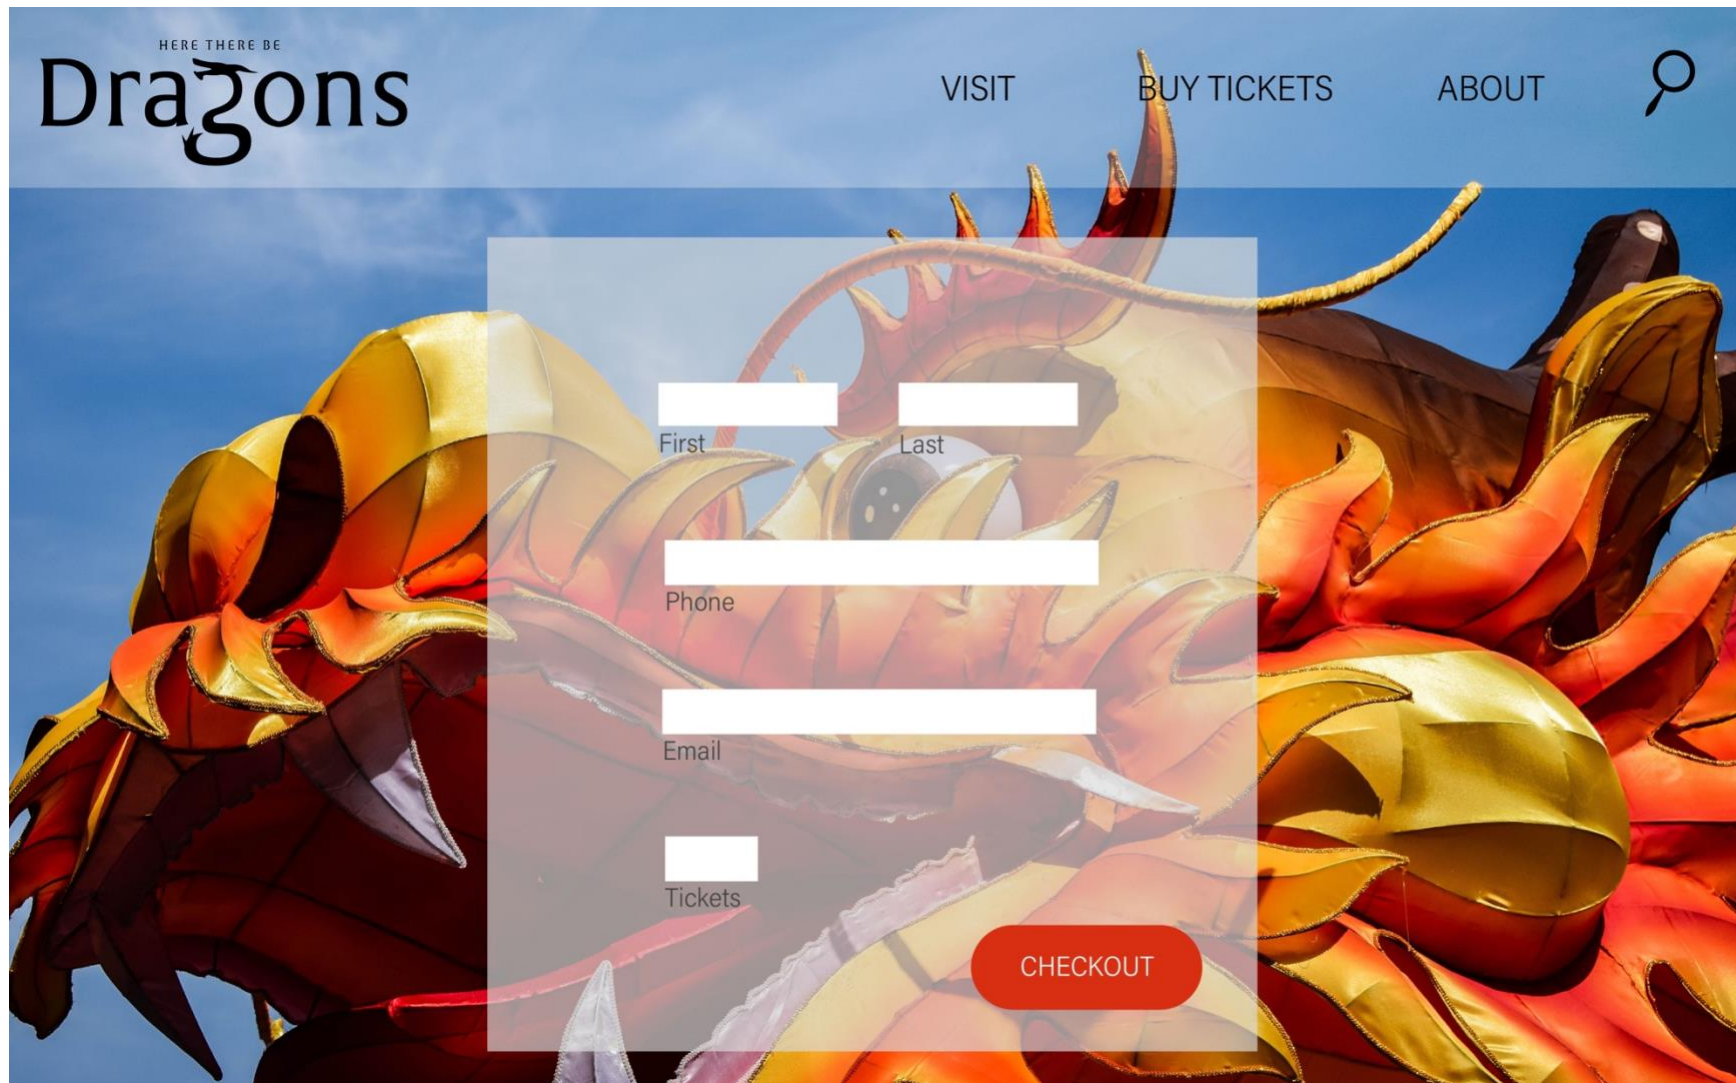 HERE THERE BE
Dragons
VISIT BUY TICKETS ABOUT
First Last
Phone
Email
Tickets
CHECKOUT